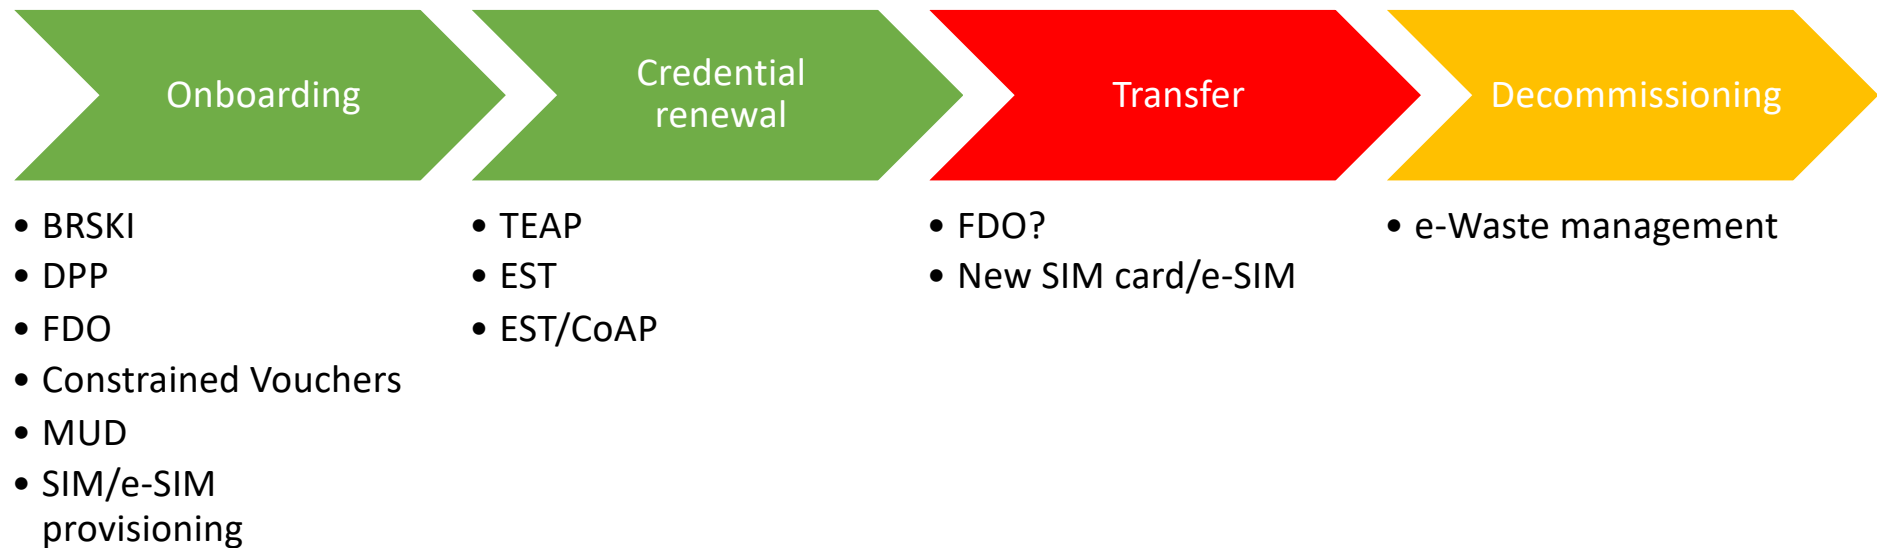 Onboarding
Credential
renewal
Transfer
Decommissioning
• BRSKI
• DPP
• FDO
• Constrained Vouchers
• MUD
• SIM/e-SIM
provisioning
• TEAP
• EST
• EST/CoAP
• FDO?
• New SIM card/e-SIM
• e-Waste management